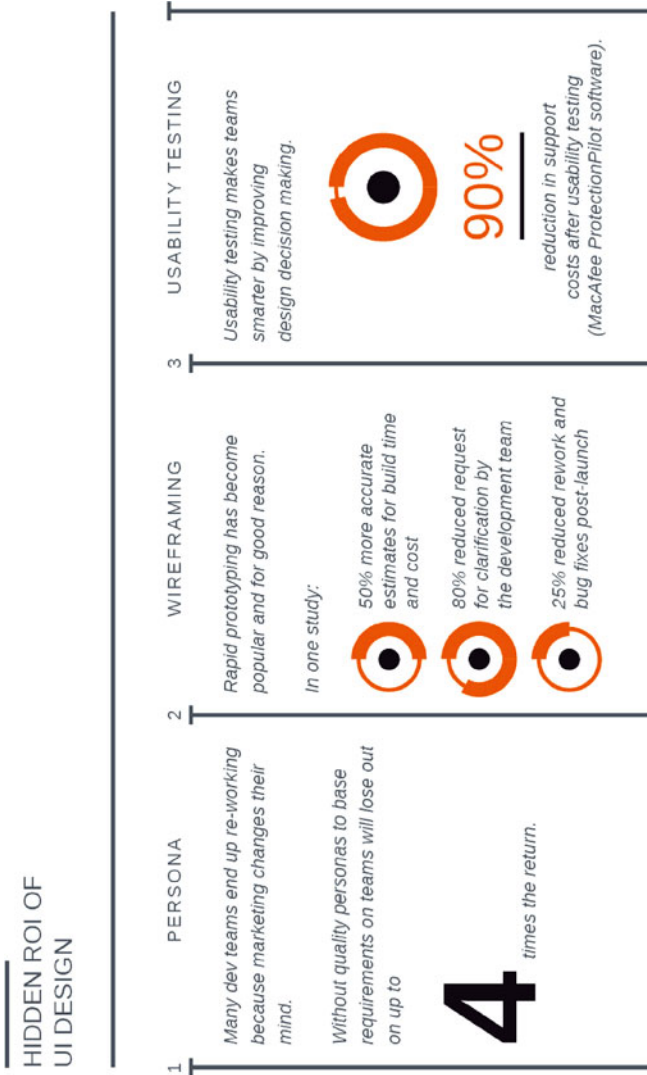 HIDDEN ROI OF
UI DESIGN
1
PERSONA
Many dev teams end up re-working
because marketing changes their
mind.
Without quality personas to base
requirements on teams will lose out
on up to
4
times the return.
2
WIREFRAMING
Rapid prototyping has become
popular and for good reason.
In one study:
50% more accurate
estimates for build time
and cost
80% reduced request
for clarification by
the development team
25% reduced rework and
bug fixes post-launch
3
USABILITY TESTING
Usability testing makes teams
smarter by improving
design decision making.
90%
reduction in support
costs after usability testing
(MacAfee ProtectionPilot software).